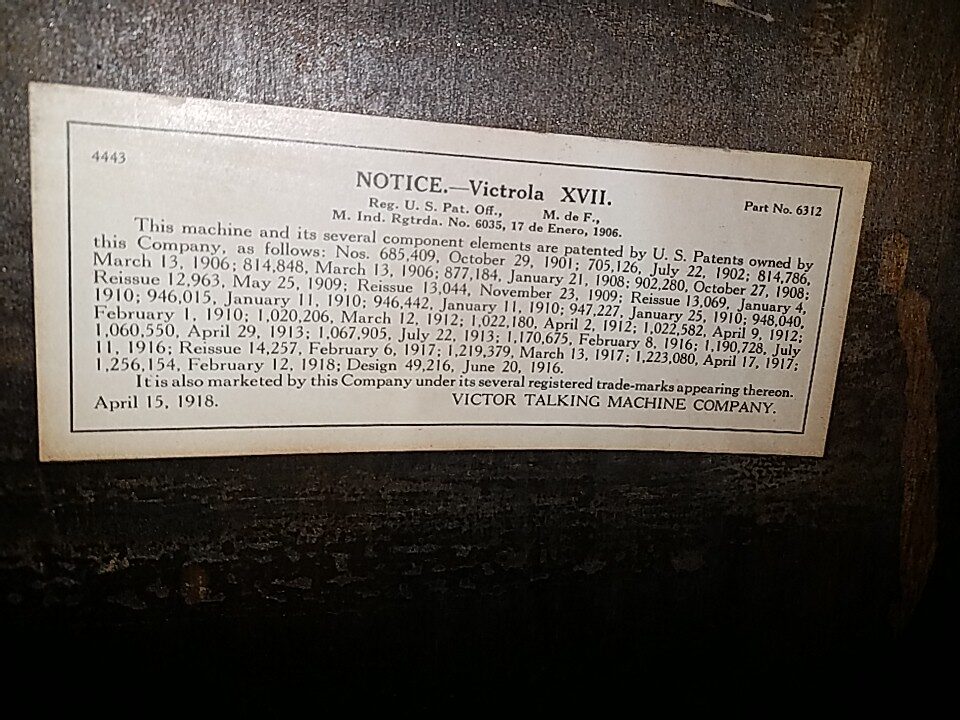 4443
NOTICE.—Victrola XVII.
Part No. 6312
Reg. U. S. Pat. Off., M. de F.,
M. Ind. Rgtrda. No. 6035, 17 de Enero, 1906.
This machine and its several component elements are patented by U. S. Patents owned by
this Company, as follows: Nos. 685,409, October 29, 1901; 705,126, July 22, 1902; 814,786,
March 13, 1906; 814,848, March 13, 1906; 877,184, January 21, 1908; 902,280, October 27, 1908;
Reissue 12,963, May 25, 1909; Reissue 13,044, November 23, 1909; Reissue 13,069, January 4,
1910; 946,015, January 11, 1910; 946,442, January 11, 1910; 947,227, January 25, 1910; 948,040,
February 1, 1910; 1,020,206, March 12, 1912; 1,022,180, April 2, 1912; 1,022,582, April 9, 1912;
1,060,550, April 29, 1913; 1,067,905, July 22, 1913; 1,170,675, February 8, 1916; 1,190,728, July
11, 1916; Reissue 14,257, February 6, 1917; 1,219,379, March 13, 1917; 1,223,080, April 17, 1917;
1,256,154, February 12, 1918; Design 49,216, June 20, 1916.
It is also marketed by this Company under its several registered trade-marks appearing thereon.
April 15, 1918. VICTOR TALKING MACHINE COMPANY.